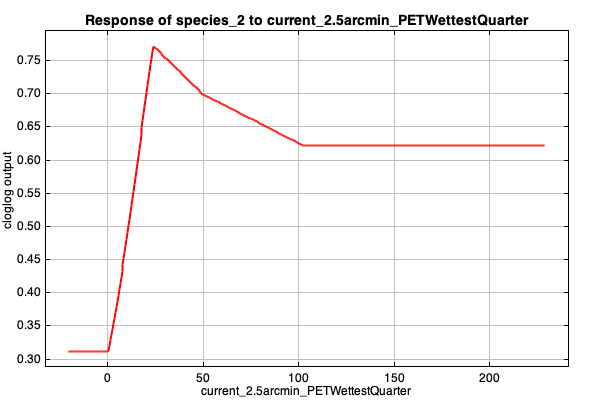 Response of species_2 to current_2.5arcmin_PETWettestQuarter
0.75
0.70
0.65
0.60
0.55
0.50
0.45
0.40
0.35
0.30
cloglog output
0 50 100 150 200
current_2.5arcmin_PETWettestQuarter